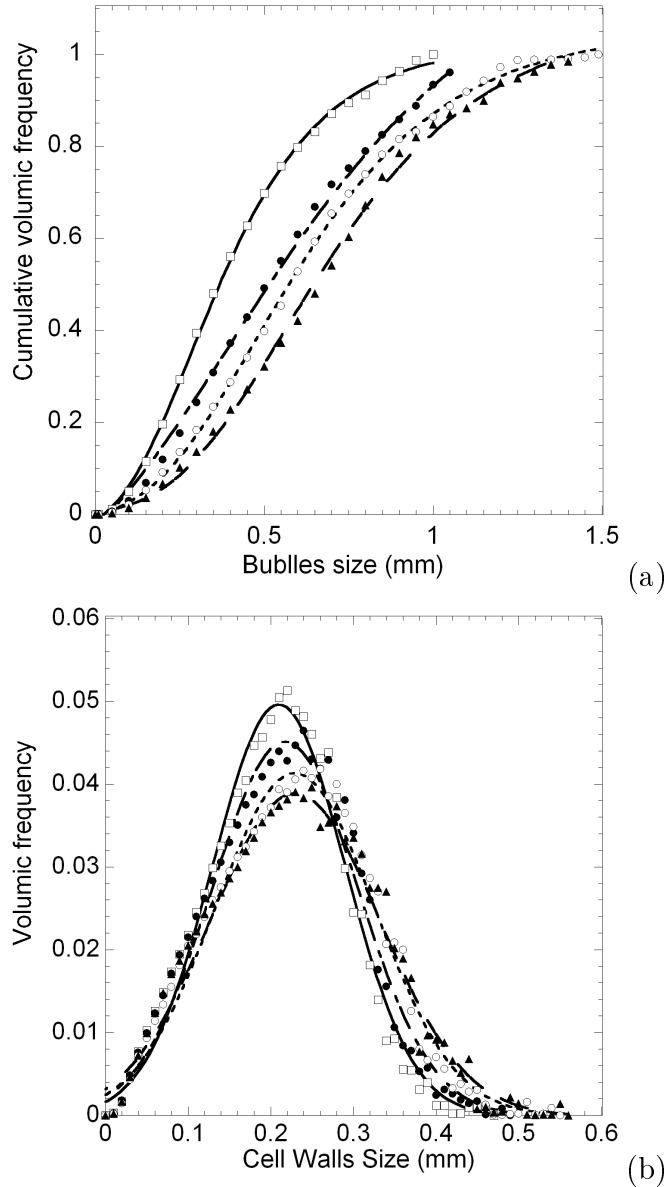 1
0.8
0.6
0.4
0.2
0
Cumulative volumic frequency
0 0.5 1 1.5
Bublles size (mm)
(a)
0.06
0.05
0.04
0.03
0.02
0.01
0
Volumic frequency
0 0.1 0.2 0.3 0.4 0.5 0.6
Cell Walls Size (mm)
(b)